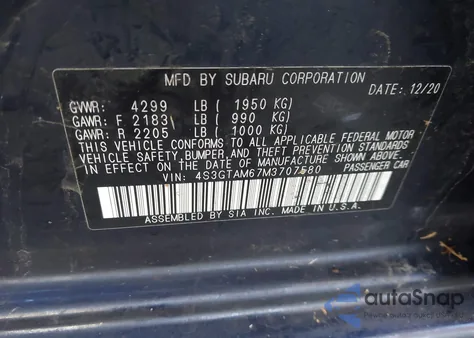 MFD BY SUBARU CORPORATION
DATE: 12/20
GVWR: 4299 LB ( 1950 KG)
GAWR: F 2183 LB ( 990 KG)
GAWR: R 2205 LB ( 1000 KG)
THIS VEHICLE CONFORMS TO ALL APPLICABLE FEDERAL MOTOR
VEHICLE SAFETY, BUMPER, AND THEFT PREVENTION STANDARDS
IN EFFECT ON THE DATE OF MANUFACTURE SHOWN ABOVE.
VIN: 4S3GTAM67M3707580 PASSENGER CAR
ASSEMBLED BY SIA INC. MADE IN U.S.A.
autoSnap